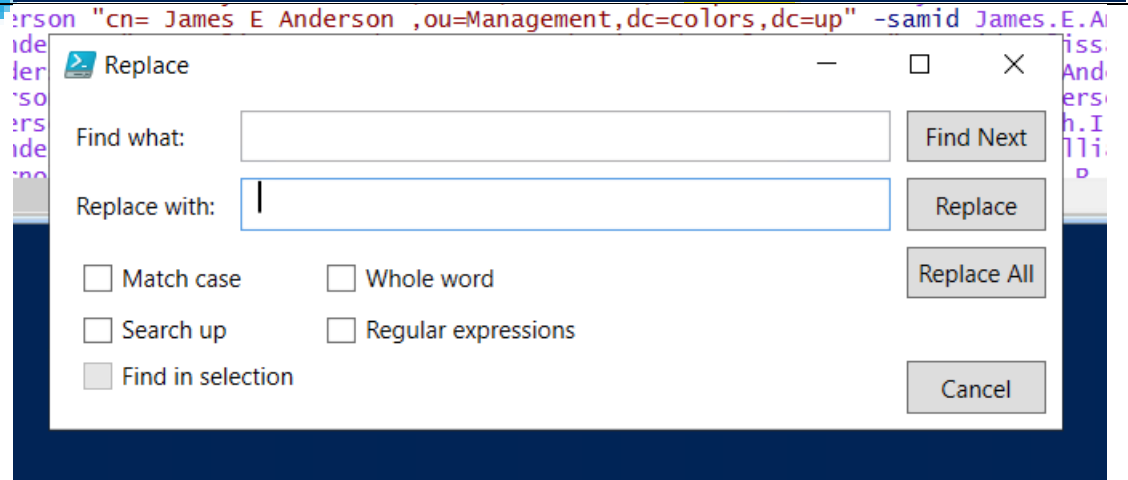 erson "cn= James E Anderson ,ou=Management,dc=colors,dc=up" -samid James.E.A
Replace
Find what:
Find Next
Replace with:
Replace
Match case
Whole word
Replace All
Search up
Regular expressions
Find in selection
Cancel